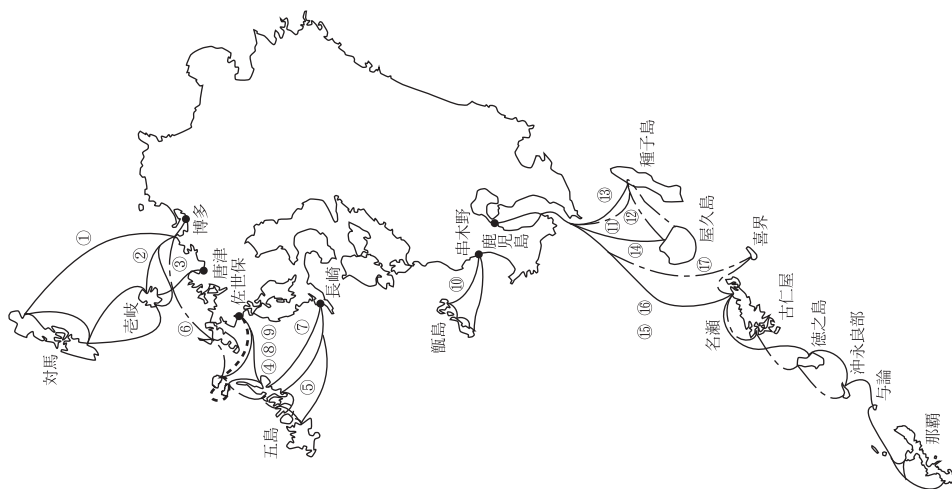 ①
②
③
博多
唐津
佐世保
壱岐
対馬
⑥
④⑧⑨
⑦
⑤
長崎
五島
串木野
鹿児島
甑島
⑩
⑪
⑫
⑬
⑭
種子島
屋久島
⑰
喜界
⑮ ⑯
名瀬
古仁屋
徳之島
沖永良部
与論
那覇